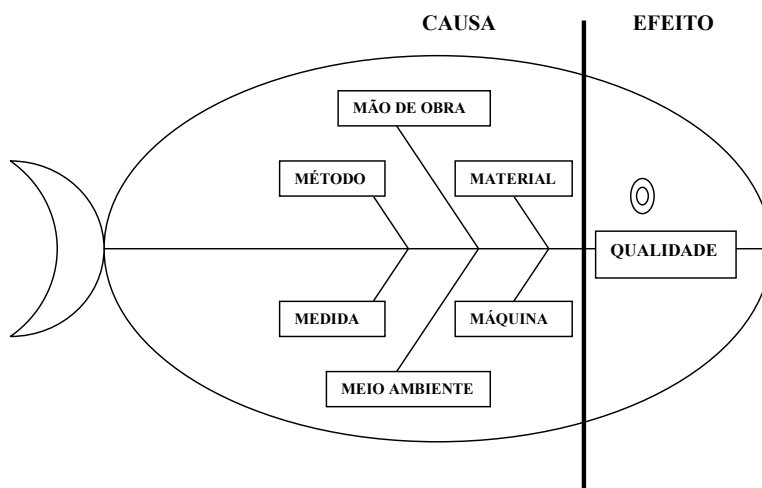 CAUSA
EFEITO
MÃO DE OBRA
MÉTODO
MATERIAL
QUALIDADE
MEDIDA
MÁQUINA
MEIO AMBIENTE